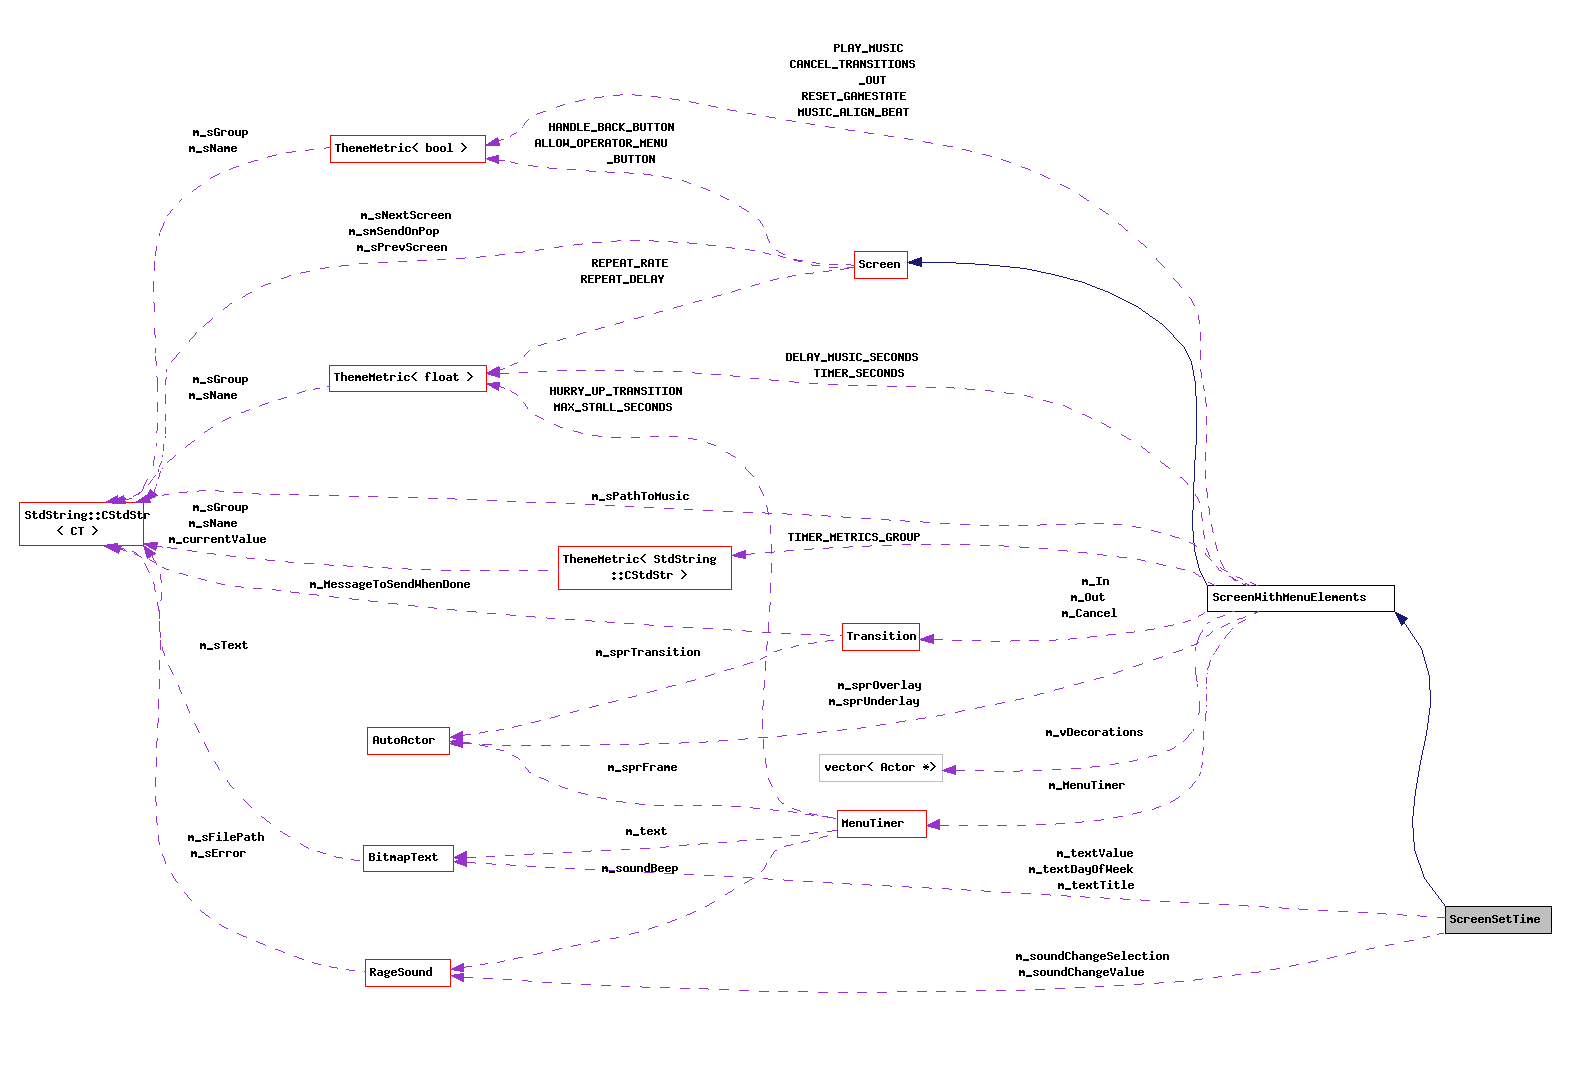 PLAY_MUSIC
CANCEL_TRANSITIONS
_OUT
RESET_GAMESTATE
MUSIC_ALIGN_BEAT
HANDLE_BACK_BUTTON
ALLOW_OPERATOR_MENU
_BUTTON
m_sGroup
m_sName
ThemeMetric< bool >
m_sNextScreen
m_smSendOnPop
m_sPrevScreen
REPEAT_RATE
REPEAT_DELAY
Screen
DELAY_MUSIC_SECONDS
TIMER_SECONDS
m_sGroup
m_sName
ThemeMetric< float >
HURRY_UP_TRANSITION
MAX_STALL_SECONDS
m_sPathToMusic
StdString::CStdStr
< CT >
m_sGroup
m_sName
m_currentValue
TIMER_METRICS_GROUP
ThemeMetric< StdString
::CStdStr >
m_MessageToSendWhenDone
m_In
m_Out
m_Cancel
ScreenWithMenuElements
Transition
m_sText
m_sprTransition
m_sprOverlay
m_sprUnderlay
AutoActor
m_vDecorations
m_sprFrame
vector< Actor *>
m_MenuTimer
MenuTimer
m_text
m_sFilePath
m_sError
BitmapText
m_soundBeep
m_textValue
m_textDayOfWeek
m_textTitle
ScreenSetTime
m_soundChangeSelection
m_soundChangeValue
RageSound